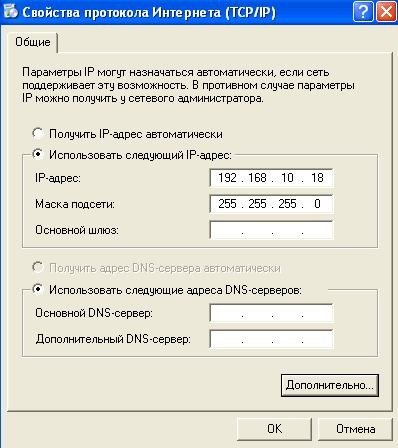 Свойства протокола Интернета (TCP/IP)
Общие
Параметры IP могут назначаться автоматически, если сеть
поддерживает эту возможность. В противном случае параметры
IP можно получить у сетевого администратора.
Получить IP-адрес автоматически
Использовать следующий IP-адрес:
IP-адрес: 192 . 168 . 10 . 18
Маска подсети: 255 . 255 . 255 . 0
Основной шлюз: . . .
Получить адрес DNS-сервера автоматически
Использовать следующие адреса DNS-серверов:
Основной DNS-сервер: . . .
Дополнительный DNS-сервер: . . .
Дополнительно...
OK Отмена